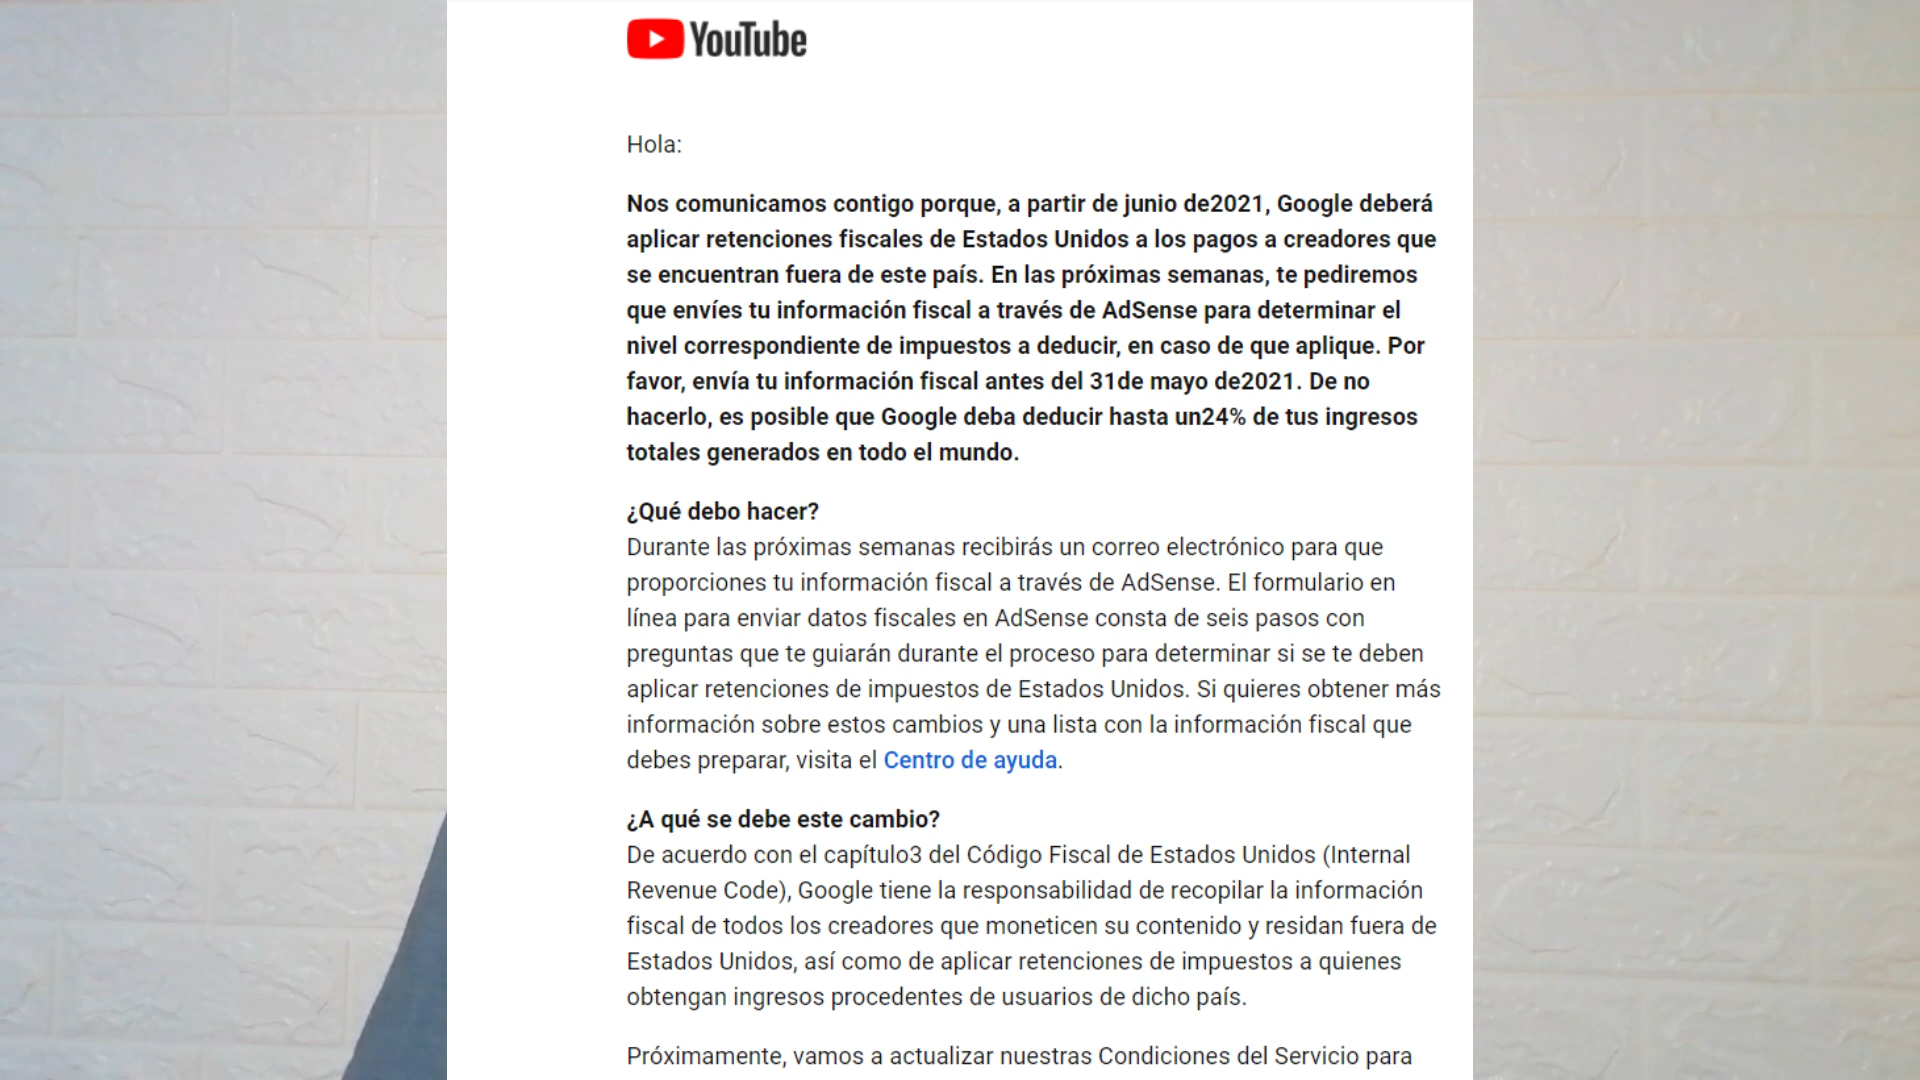 YouTube
Hola:
Nos comunicamos contigo porque, a partir de junio de2021, Google deberá
aplicar retenciones fiscales de Estados Unidos a los pagos a creadores que
se encuentran fuera de este país. En las próximas semanas, te pediremos
que envíes tu información fiscal a través de AdSense para determinar el
nivel correspondiente de impuestos a deducir, en caso de que aplique. Por
favor, envía tu información fiscal antes del 31de mayo de2021. De no
hacerlo, es posible que Google deba deducir hasta un24% de tus ingresos
totales generados en todo el mundo.
¿Qué debo hacer?
Durante las próximas semanas recibirás un correo electrónico para que
proporciones tu información fiscal a través de AdSense. El formulario en
línea para enviar datos fiscales en AdSense consta de seis pasos con
preguntas que te guiarán durante el proceso para determinar si se te deben
aplicar retenciones de impuestos de Estados Unidos. Si quieres obtener más
información sobre estos cambios y una lista con la información fiscal que
debes preparar, visita el Centro de ayuda.
¿A qué se debe este cambio?
De acuerdo con el capítulo3 del Código Fiscal de Estados Unidos (Internal
Revenue Code), Google tiene la responsabilidad de recopilar la información
fiscal de todos los creadores que moneticen su contenido y residan fuera de
Estados Unidos, así como de aplicar retenciones de impuestos a quienes
obtengan ingresos procedentes de usuarios de dicho país.
Próximamente, vamos a actualizar nuestras Condiciones del Servicio para